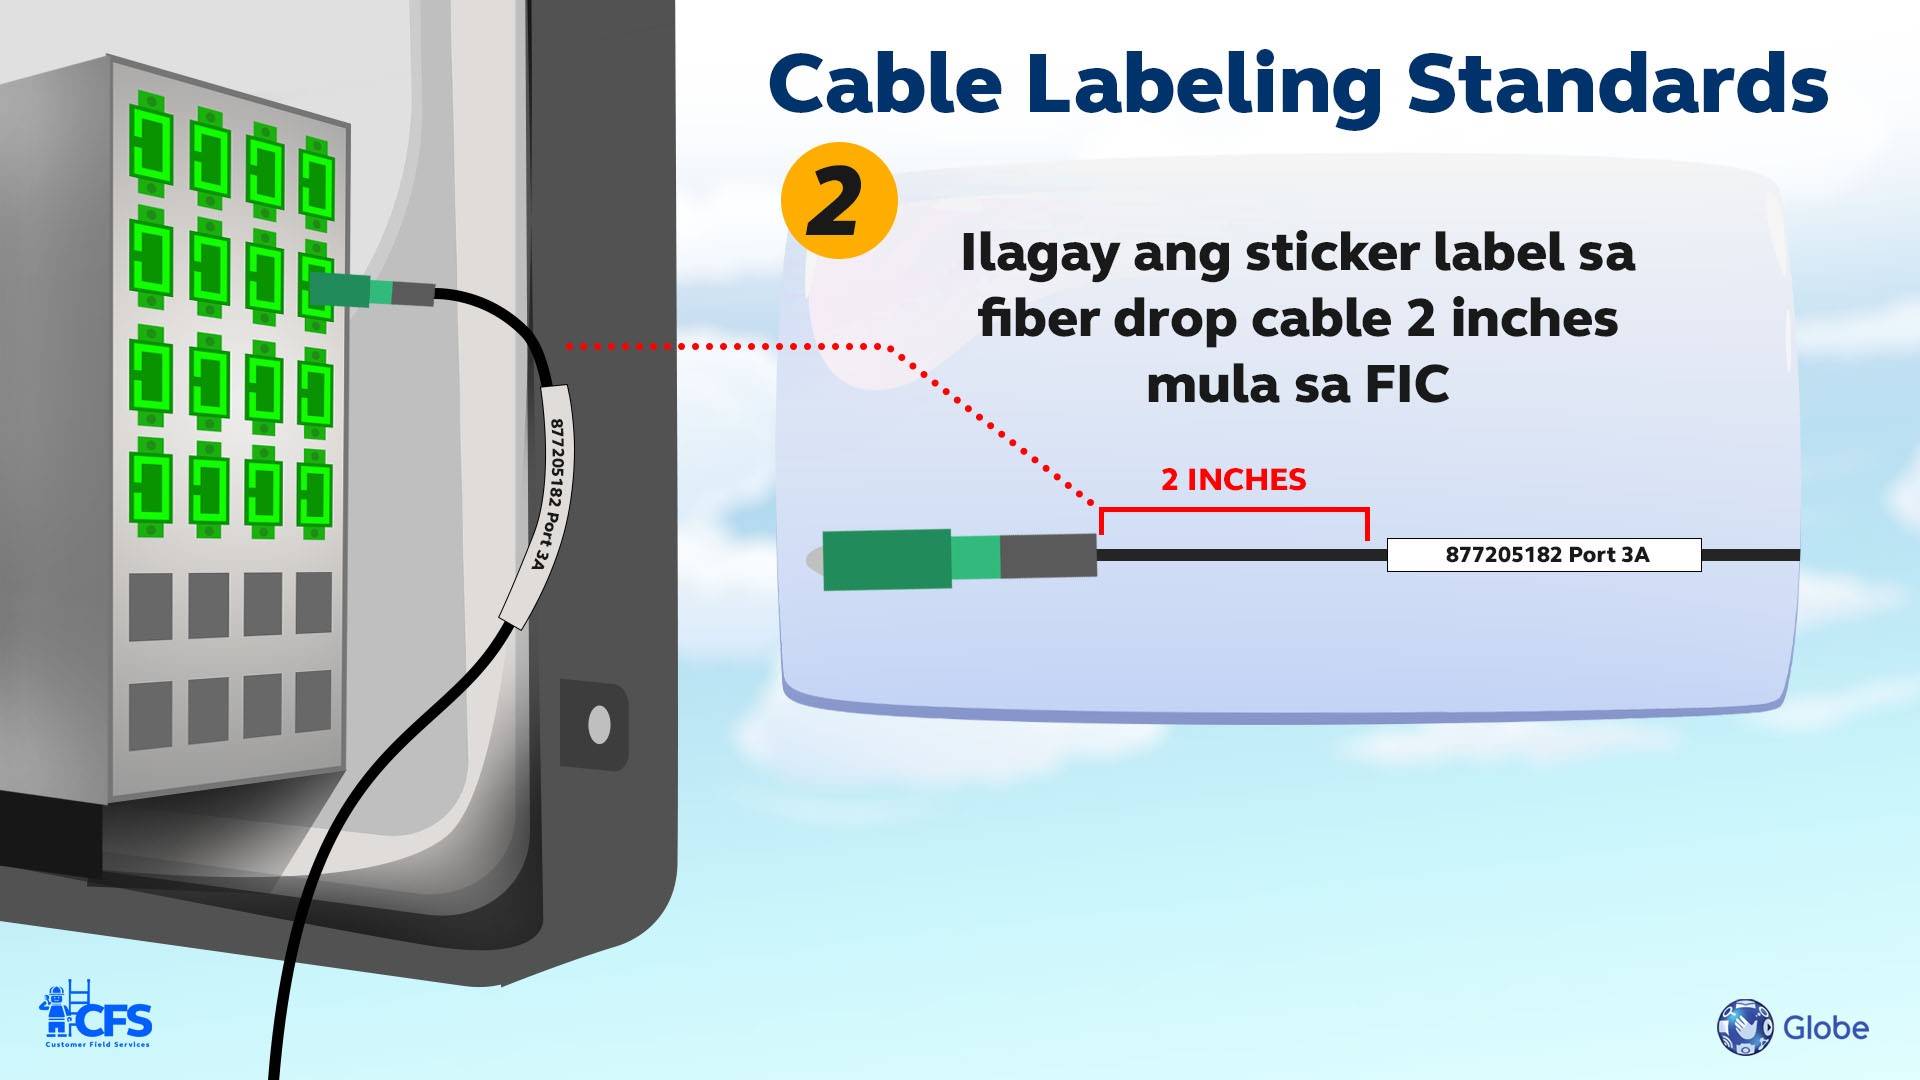 Cable Labeling Standards
2
Ilagay ang sticker label sa
fiber drop cable 2 inches
mula sa FIC
2 INCHES
877205182 Port 3A
877205182 Port 3A
CFS
Customer Field Services
Globe